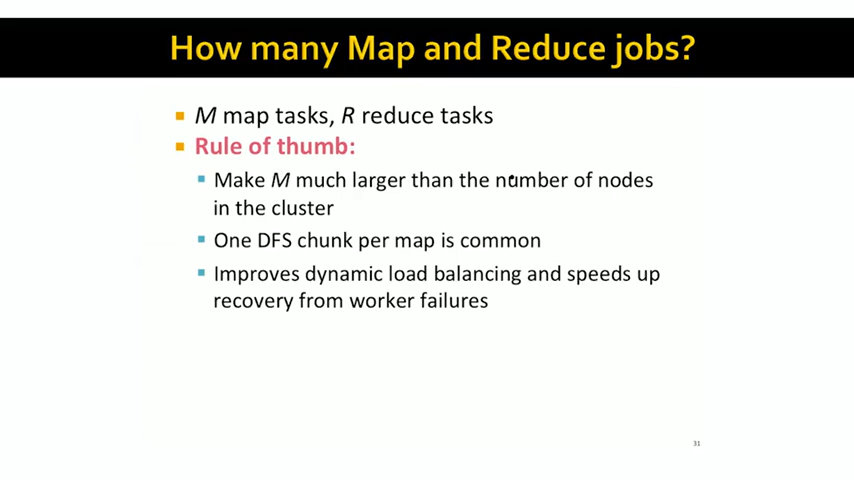 How many Map and Reduce jobs?
M map tasks, R reduce tasks
Rule of thumb:
Make M much larger than the number of nodes
in the cluster
One DFS chunk per map is common
Improves dynamic load balancing and speeds up
recovery from worker failures
31